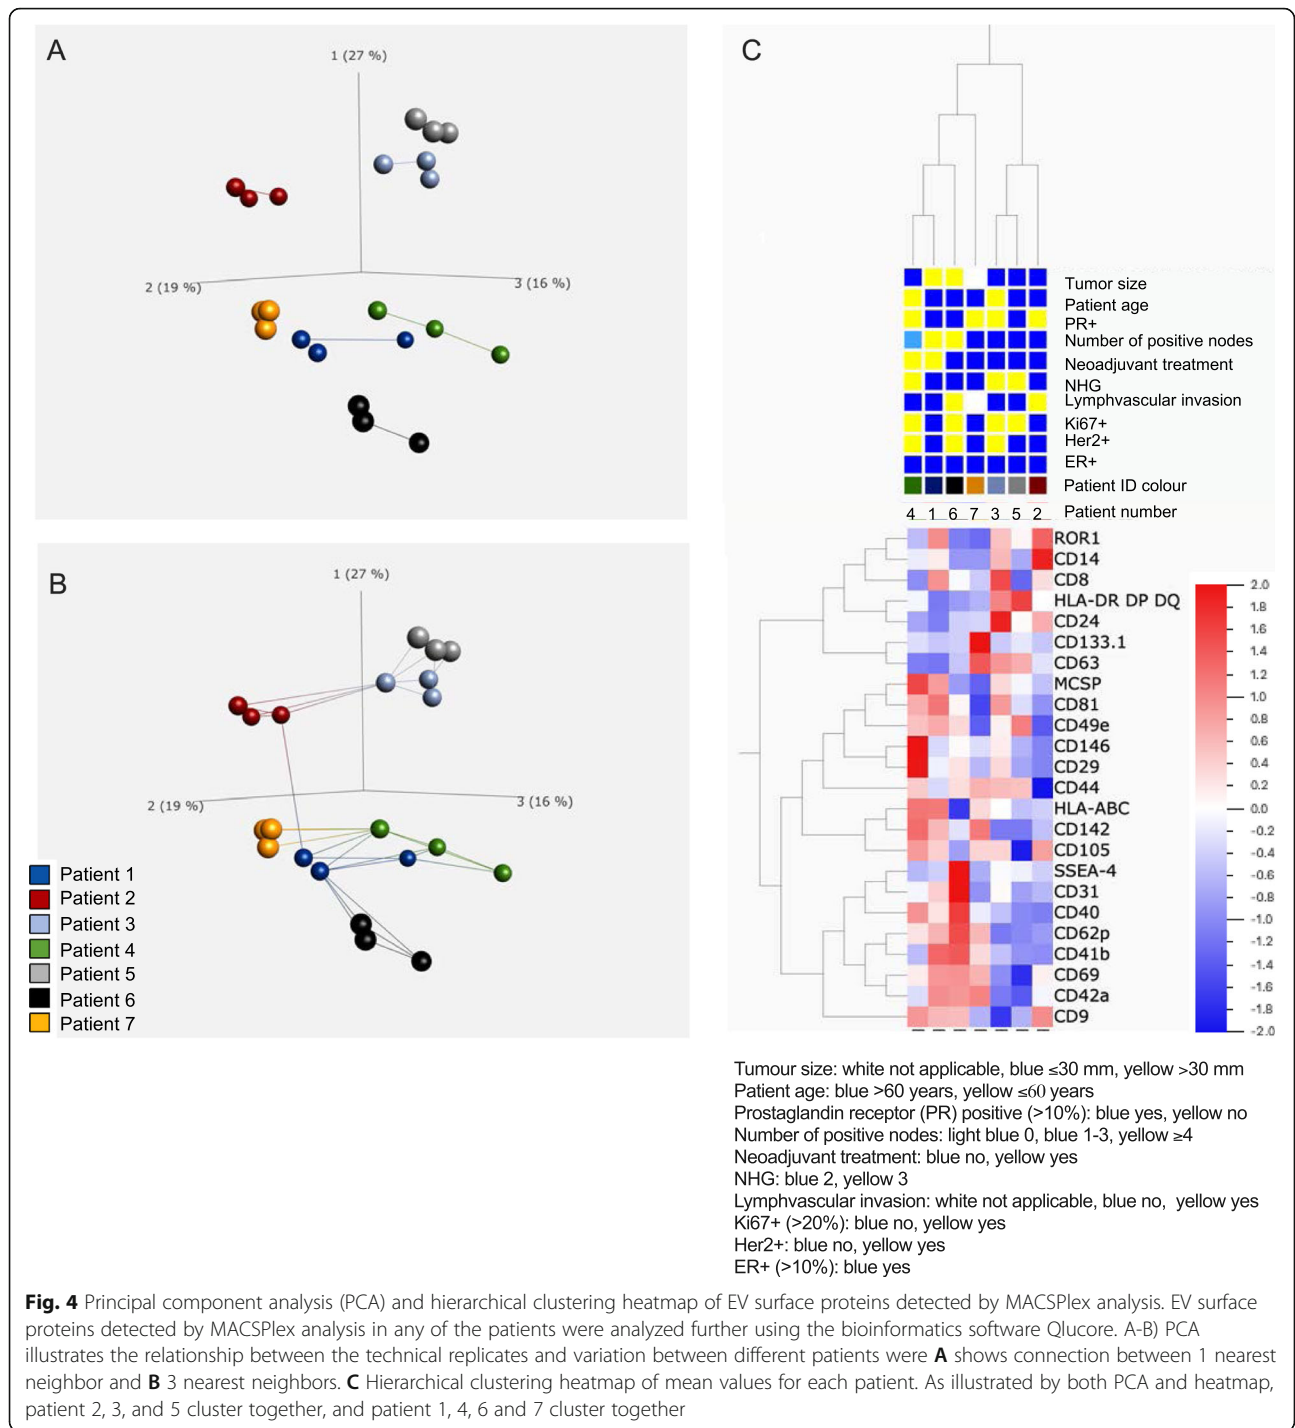 A
1 (27 %)
2 (19 %)
3 (16 %)
B
1 (27 %)
2 (19 %)
3 (16 %)
Patient 1
Patient 2
Patient 3
Patient 4
Patient 5
Patient 6
Patient 7
C
Tumor size
Patient age
PR+
Number of positive nodes
Neoadjuvant treatment
NHG
Lymphvascular invasion
Ki67+
Her2+
ER+
Patient ID colour
4 1 6 7 3 5 2 Patient number
ROR1
CD14
CD8
HLA-DR DP DQ
CD24
CD133.1
CD63
MCSP
CD81
CD49e
CD146
CD29
CD44
HLA-ABC
CD142
CD105
SSEA-4
CD31
CD40
CD62p
CD41b
CD69
CD42a
CD9
2.0
1.8
1.6
1.4
1.2
1.0
0.8
0.6
0.4
0.2
0.0
-0.2
-0.4
-0.6
-0.8
-1.0
-1.2
-1.4
-1.6
-1.8
-2.0
Tumour size: white not applicable, blue ≤30 mm, yellow >30 mm
Patient age: blue >60 years, yellow ≤60 years
Prostaglandin receptor (PR) positive (>10%): blue yes, yellow no
Number of positive nodes: light blue 0, blue 1-3, yellow ≥4
Neoadjuvant treatment: blue no, yellow yes
NHG: blue 2, yellow 3
Lymphvascular invasion: white not applicable, blue no, yellow yes
Ki67+ (>20%): blue no, yellow yes
Her2+: blue no, yellow yes
ER+ (>10%): blue yes
Fig. 4 Principal component analysis (PCA) and hierarchical clustering heatmap of EV surface proteins detected by MACSPlex analysis. EV surface
proteins detected by MACSPlex analysis in any of the patients were analyzed further using the bioinformatics software Qlucore. A-B) PCA
illustrates the relationship between the technical replicates and variation between different patients were A shows connection between 1 nearest
neighbor and B 3 nearest neighbors. C Hierarchical clustering heatmap of mean values for each patient. As illustrated by both PCA and heatmap,
patient 2, 3, and 5 cluster together, and patient 1, 4, 6 and 7 cluster together